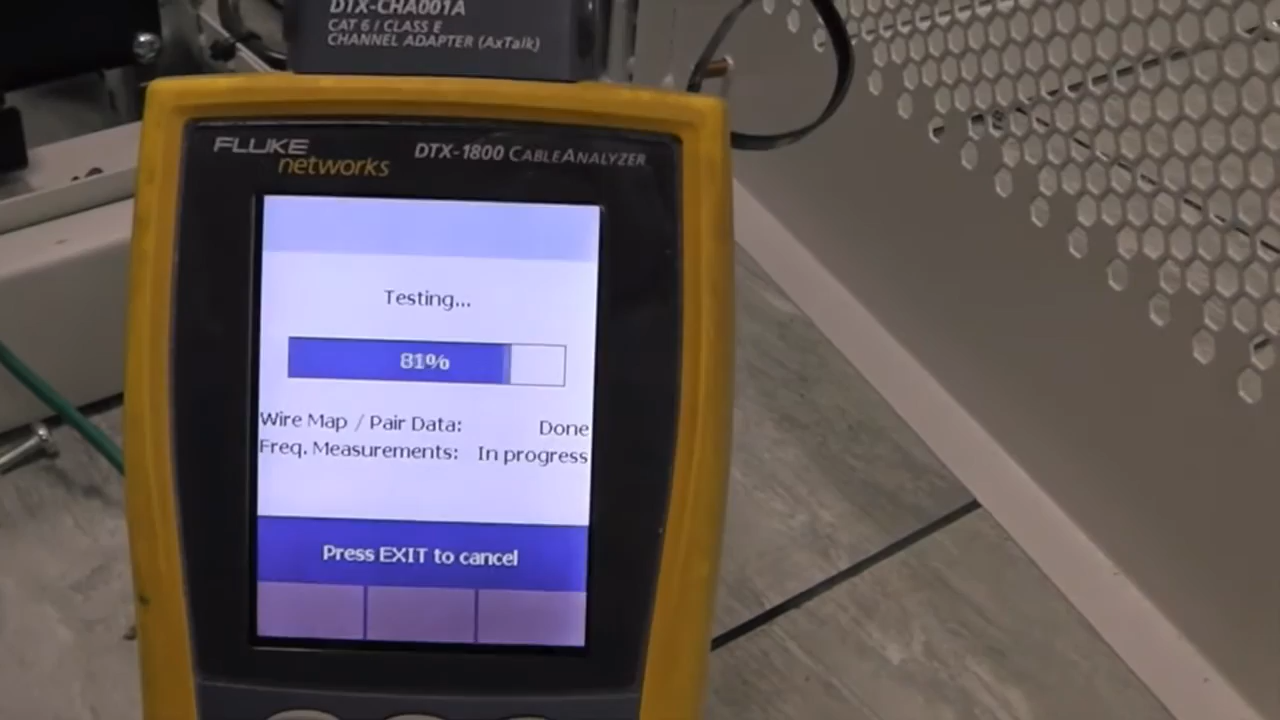 DTX-CHA001A
CAT 6 / CLASS E
CHANNEL ADAPTER (AxTalk)
FLUKE
networks
DTX-1800 CABLEANALYZER
Testing...
81%
Wire Map / Pair Data: Done
Freq. Measurements: In progress
Press EXIT to cancel